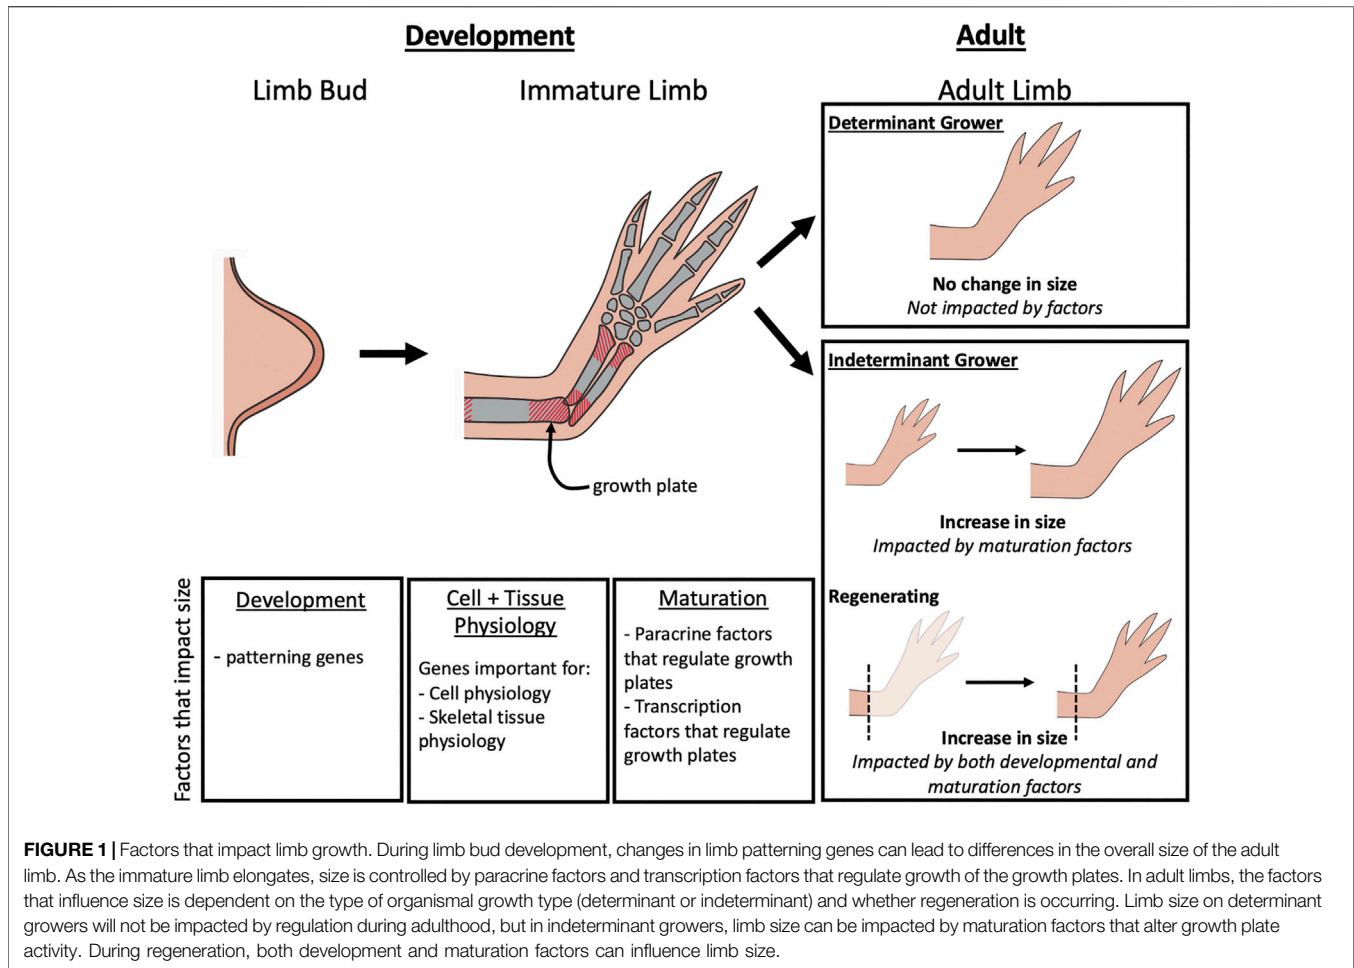 Development
Adult
Limb Bud
Immature Limb
Adult Limb
Determinant Grower
No change in size
Not impacted by factors
Indeterminant Grower
Increase in size
Impacted by maturation factors
growth plate
Regenerating
Increase in size
Impacted by both developmental and
maturation factors
Factors that impact size
Development
- patterning genes
Cell + Tissue
Physiology
Genes important for:
- Cell physiology
- Skeletal tissue
physiology
Maturation
- Paracrine factors
that regulate growth
plates
- Transcription
factors that regulate
growth plates
FIGURE 1 | Factors that impact limb growth. During limb bud development, changes in limb patterning genes can lead to differences in the overall size of the adult
limb. As the immature limb elongates, size is controlled by paracrine factors and transcription factors that regulate growth of the growth plates. In adult limbs, the factors
that influence size is dependent on the type of organismal growth type (determinant or indeterminant) and whether regeneration is occurring. Limb size on determinant
growers will not be impacted by regulation during adulthood, but in indeterminant growers, limb size can be impacted by maturation factors that alter growth plate
activity. During regeneration, both development and maturation factors can influence limb size.